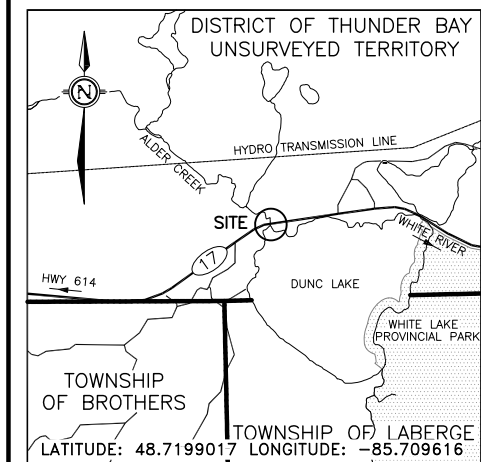 DISTRICT OF THUNDER BAY
UNSURVEYED TERRITORY
N
HYDRO TRANSMISSION LINE
ALDER CREEK
SITE
17
WHITE RIVER
HWY 614
DUNC LAKE
WHITE LAKE
PROVINCIAL PARK
TOWNSHIP
OF BROTHERS
TOWNSHIP OF LABERGE
LATITUDE: 48.7199017 LONGITUDE: −85.709616